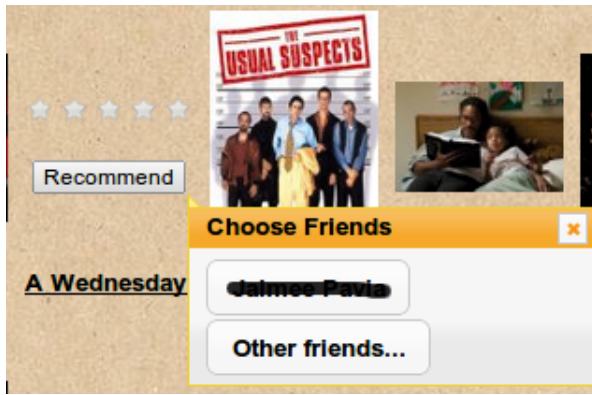 THE
USUAL SUSPECTS
Recommend
Choose Friends
A Wednesday
Other friends...